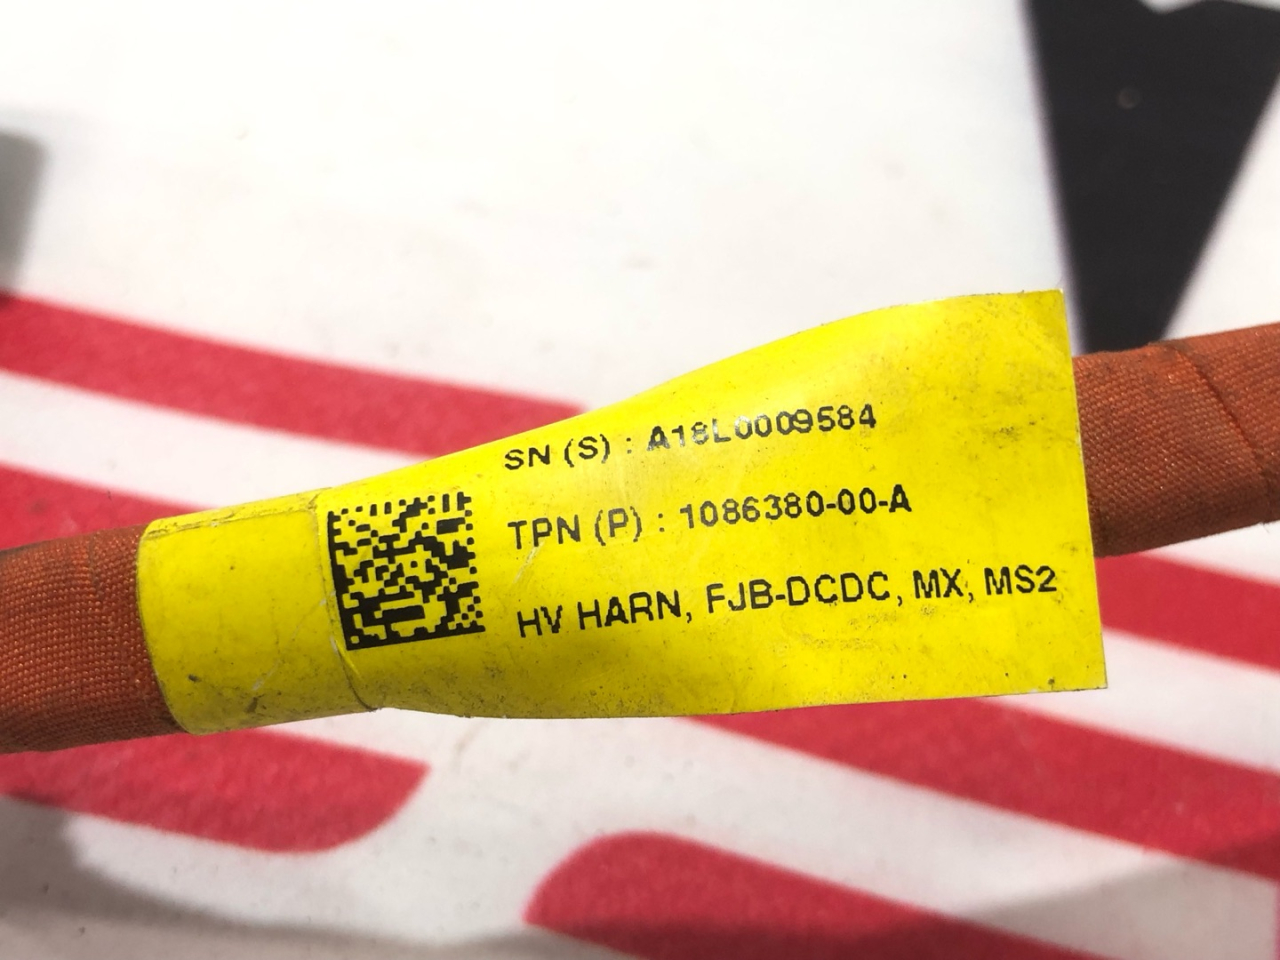 SN (S) : A18L0009584
TPN (P) : 1086380-00-A
HV HARN, FJB-DCDC, MX, MS2